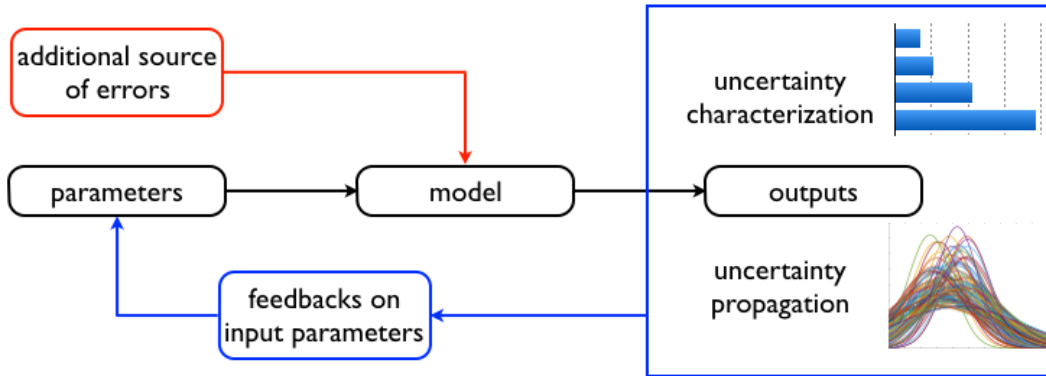 additional source
of errors
uncertainty
characterization
parameters
model
outputs
feedbacks on
input parameters
uncertainty
propagation